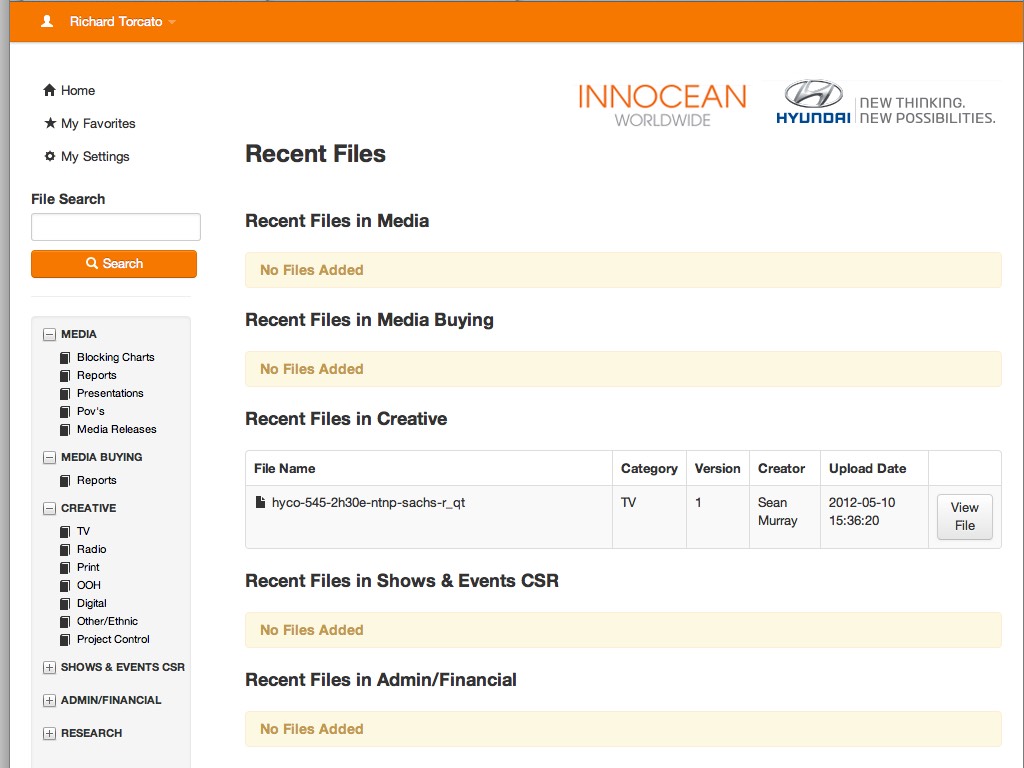 Richard Torcato
Home
My Favorites
My Settings
File Search
Search
MEDIA
Blocking Charts
Reports
Presentations
Pov's
Media Releases
MEDIA BUYING
Reports
CREATIVE
TV
Radio
Print
OOH
Digital
Other/Ethnic
Project Control
SHOWS & EVENTS CSR
ADMIN/FINANCIAL
RESEARCH
INNOCEAN
WORLDWIDE
HYUNDAI
NEW THINKING.
NEW POSSIBILITIES.
Recent Files
Recent Files in Media
No Files Added
Recent Files in Media Buying
No Files Added
Recent Files in Creative
File Name Category Version Creator Upload Date
hyco-545-2h30e-ntnp-sachs-r_qt TV 1 Sean Murray 2012-05-10 15:36:20 View File
Recent Files in Shows & Events CSR
No Files Added
Recent Files in Admin/Financial
No Files Added